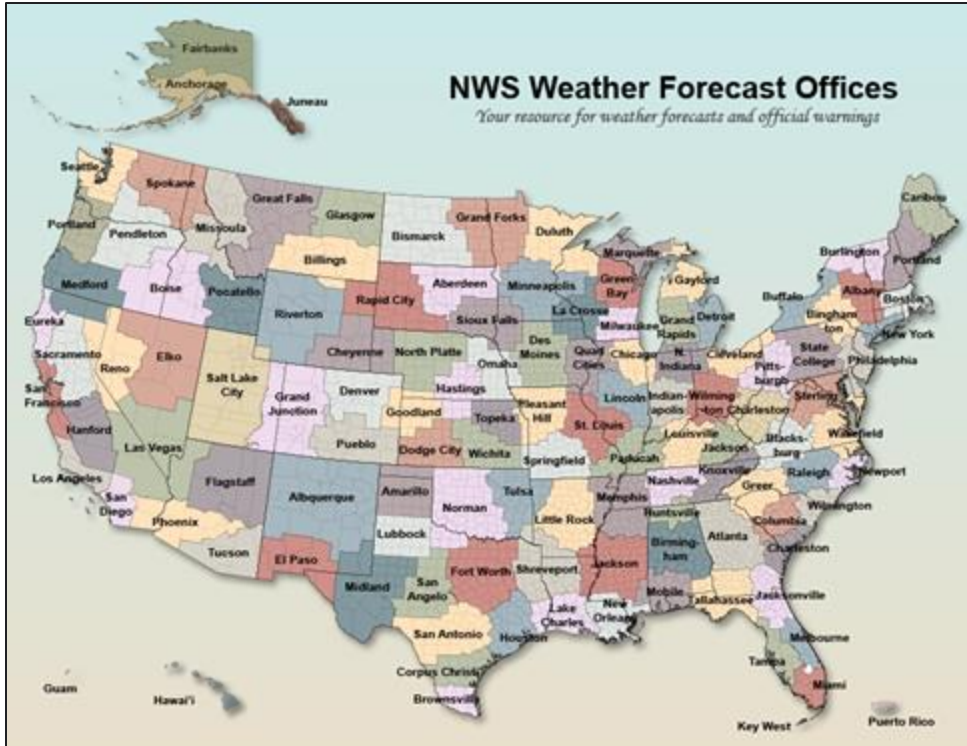 Fairbanks
Anchorage
Juneau
NWS Weather Forecast Offices
Your resource for weather forecasts and official warnings
Seattle
Spokane
Great Falls
Glasgow
Grand Forks
Duluth
Caribou
Portland
Pendleton
Missoula
Bismarck
Marquette
Burlington
Portland
Billings
Medford
Boise
Pocatello
Rapid City
Aberdeen
Minneapolis
Green
Bay
Gaylord
Buffalo
Albany
Boston
Riverton
Sioux Falls
La Crosse
Milwaukee
Grand
Rapids
Detroit
Bingham
ton
New York
Eureka
Sacramento
Reno
Elko
Salt Lake
City
Cheyenne
North Platte
Omaha
Des
Moines
Quad
Cities
Chicago
N.
Indiana
Cleveland
Pitts-
burgh
State
College
Philadelphia
San
Francisco
Hanford
Grand
Junction
Denver
Hastings
Goodland
Topeka
Pleasant
Hill
Lincoln
Indian-
apolis
Wilming
-ton
Charleston
Sterling
Las Vegas
Pueblo
Dodge City
Wichita
St. Louis
Louisville
Jackson
Blacks-
burg
Wakefield
Springfield
Paducah
Los Angeles
Flagstaff
Albuquerque
Amarillo
Norman
Tulsa
Memphis
Nashville
Knoxville
Raleigh
Newport
San
Diego
Phoenix
Lubbock
Little Rock
Huntsville
Greer
Columbia
Wilmington
Tucson
El Paso
Midland
San
Angelo
Fort Worth
Shreveport
Jackson
Birming-
ham
Atlanta
Charleston
San Antonio
Houston
Lake
Charles
New
Orleans
Mobile
Tallahassee
Jacksonville
Corpus Christi
Brownsville
Tampa
Melbourne
Miami
Key West
Guam
Hawai'i
Puerto Rico